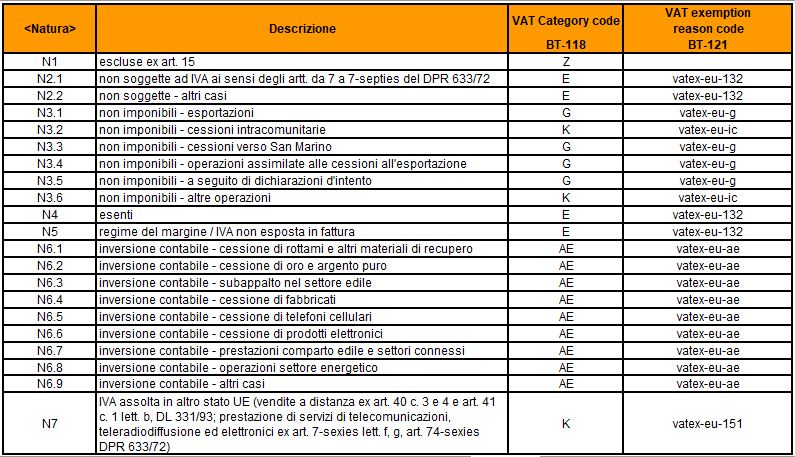 <Natura> Descrizione VAT Category code BT-118 VAT exemption reason code BT-121
N1 escluse ex art. 15 Z
N2.1 non soggette ad IVA ai sensi degli artt. da 7 a 7-septies del DPR 633/72 E vatex-eu-132
N2.2 non soggette - altri casi E vatex-eu-132
N3.1 non imponibili - esportazioni G vatex-eu-g
N3.2 non imponibili - cessioni intracomunitarie K vatex-eu-ic
N3.3 non imponibili - cessioni verso San Marino G vatex-eu-g
N3.4 non imponibili - operazioni assimilate alle cessioni all'esportazione G vatex-eu-g
N3.5 non imponibili - a seguito di dichiarazioni d'intento G vatex-eu-g
N3.6 non imponibili - altre operazioni K vatex-eu-ic
N4 esenti E vatex-eu-132
N5 regime del margine / IVA non esposta in fattura E vatex-eu-132
N6.1 inversione contabile - cessione di rottami e altri materiali di recupero AE vatex-eu-ae
N6.2 inversione contabile - cessione di oro e argento puro AE vatex-eu-ae
N6.3 inversione contabile - subappalto nel settore edile AE vatex-eu-ae
N6.4 inversione contabile - cessione di fabbricati AE vatex-eu-ae
N6.5 inversione contabile - cessione di telefoni cellulari AE vatex-eu-ae
N6.6 inversione contabile - cessione di prodotti elettronici AE vatex-eu-ae
N6.7 inversione contabile - prestazioni comparto edile e settori connessi AE vatex-eu-ae
N6.8 inversione contabile - operazioni settore energetico AE vatex-eu-ae
N6.9 inversione contabile - altri casi AE vatex-eu-ae
N7 IVA assolta in altro stato UE (vendite a distanza ex art. 40 c. 3 e 4 e art. 41
c. 1 lett. b, DL 331/93; prestazione di servizi di telecomunicazioni,
teleradiodiffusione ed elettronici ex art. 7-sexies lett. f, g, art. 74-sexies
DPR 633/72) K vatex-eu-151